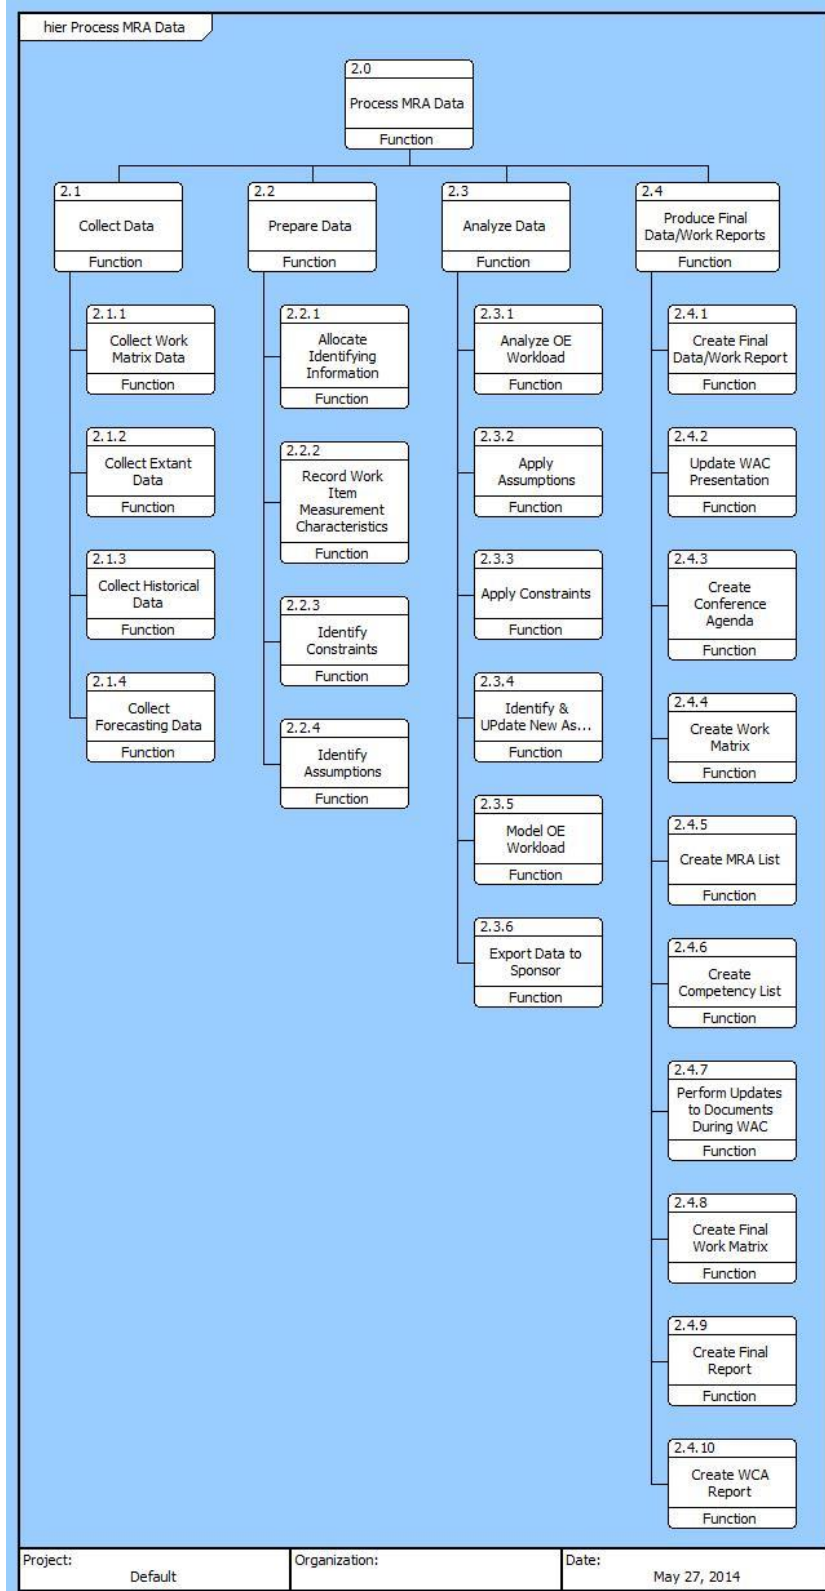 hier Process MRA Data
2.0
Process MRA Data
Function
2.1
Collect Data
Function
2.2
Prepare Data
Function
2.3
Analyze Data
Function
2.4
Produce Final
Data/Work Reports
Function
2.1.1
Collect Work
Matrix Data
Function
2.1.2
Collect Extant
Data
Function
2.1.3
Collect Historical
Data
Function
2.1.4
Collect
Forecasting Data
Function
2.2.1
Allocate
Identifying
Information
Function
2.2.2
Record Work
Item
Measurement
Characteristics
Function
2.2.3
Identify
Constraints
Function
2.2.4
Identify
Assumptions
Function
2.3.1
Analyze OE
Workload
Function
2.3.2
Apply
Assumptions
Function
2.3.3
Apply Constraints
Function
2.3.4
Identify &
UPdate New As...
Function
2.3.5
Model OE
Workload
Function
2.3.6
Export Data to
Sponsor
Function
2.4.1
Create Final
Data/Work Report
Function
2.4.2
Update WAC
Presentation
Function
2.4.3
Create
Conference
Agenda
Function
2.4.4
Create Work
Matrix
Function
2.4.5
Create MRA List
Function
2.4.6
Create
Competency List
Function
2.4.7
Perform Updates
to Documents
During WAC
Function
2.4.8
Create Final
Work Matrix
Function
2.4.9
Create Final
Report
Function
2.4.10
Create WCA
Report
Function
Project:
Default
Organization:
Date:
May 27, 2014